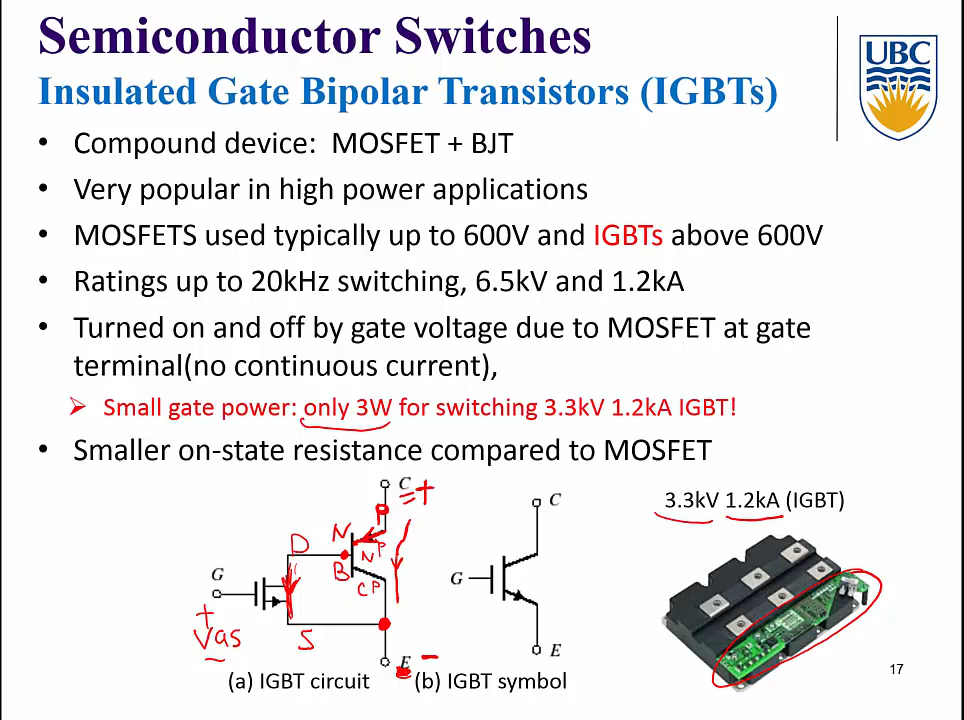 Semiconductor Switches
Insulated Gate Bipolar Transistors (IGBTs)
UBC
• Compound device: MOSFET + BJT
• Very popular in high power applications
• MOSFETS used typically up to 600V and IGBTs above 600V
• Ratings up to 20kHz switching, 6.5kV and 1.2kA
• Turned on and off by gate voltage due to MOSFET at gate
terminal(no continuous current),
➢ Small gate power: only 3W for switching 3.3kV 1.2kA IGBT!
• Smaller on-state resistance compared to MOSFET
C +
P
N
D
N P
B
C P
G
+
VGS
S
E −
(a) IGBT circuit
C
G
E
(b) IGBT symbol
3.3kV 1.2kA (IGBT)
17